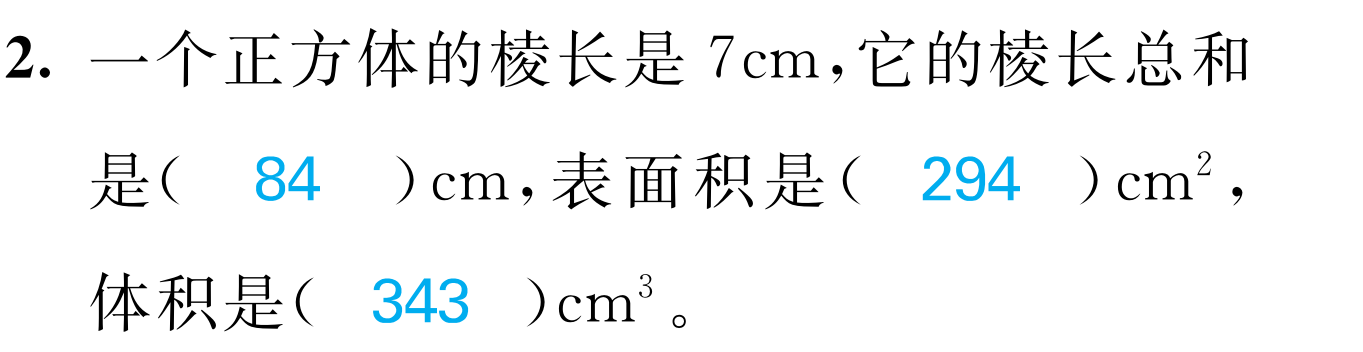 2. 一个正方体的棱长是 7cm,它的棱长总和
是( 84 )cm,表面积是( 294 )cm²,
体积是( 343 )cm³。